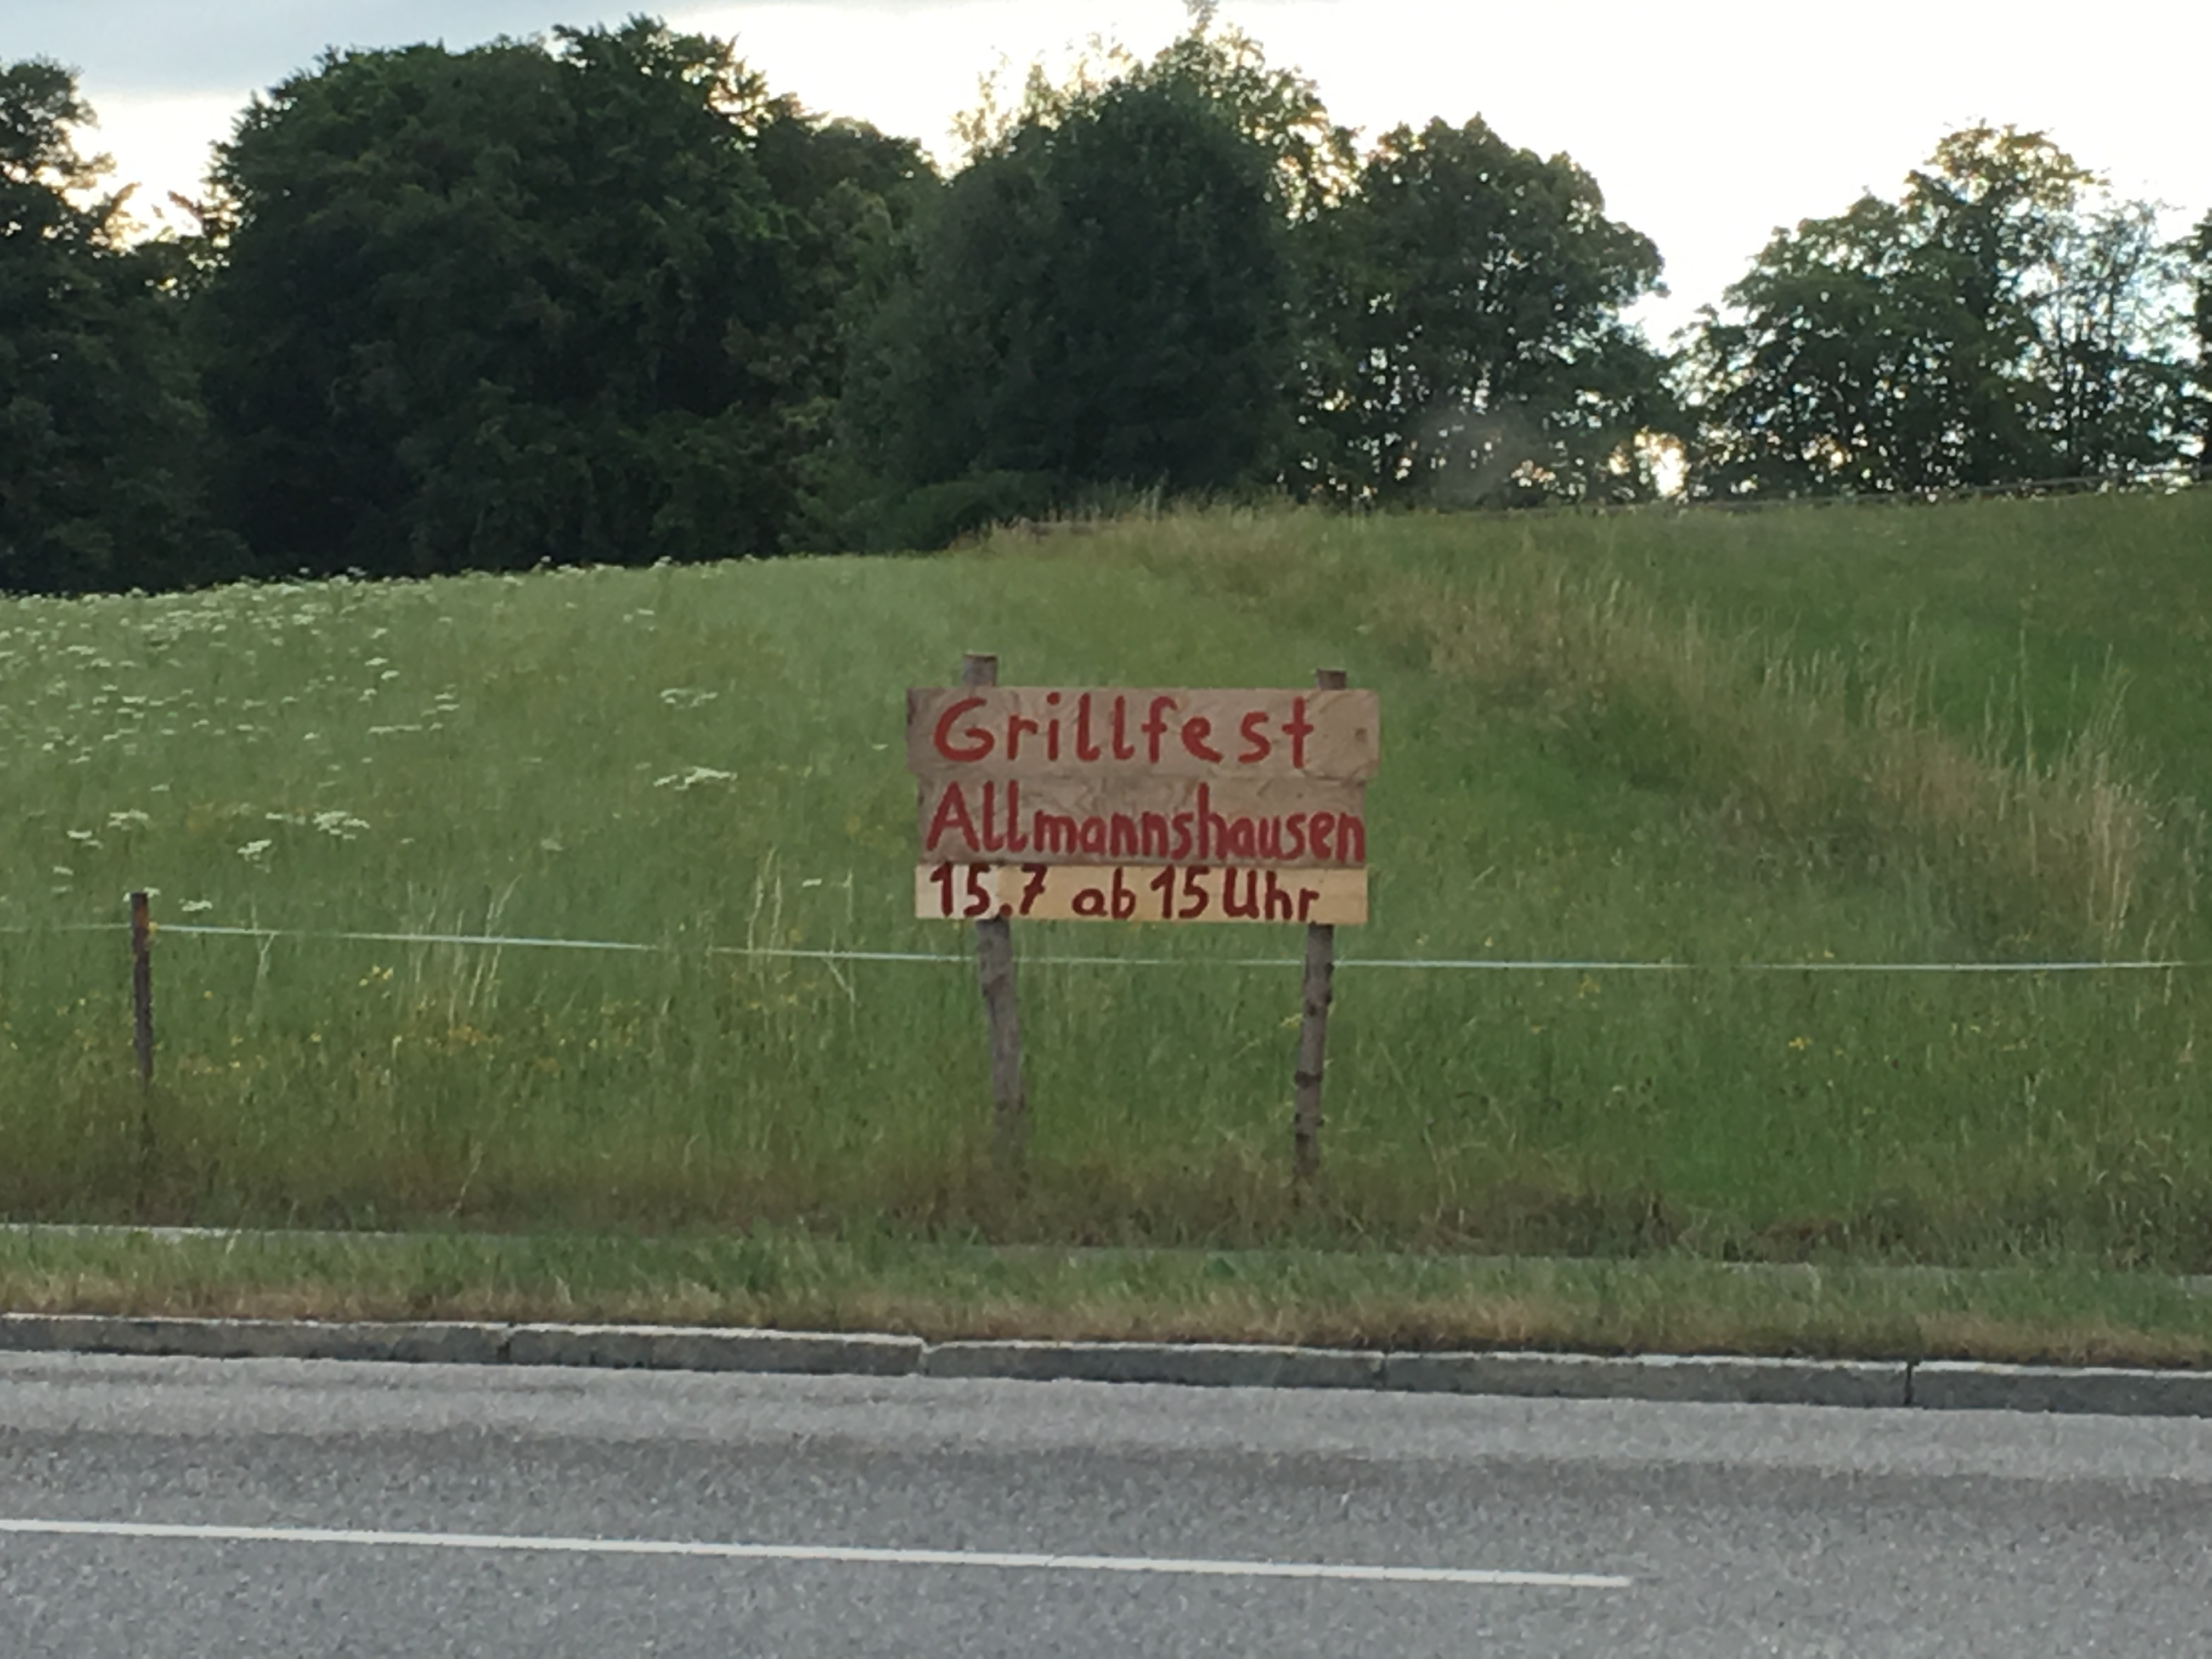 Grillfest
Allmannshausen
15.7 ab 15 Uhr